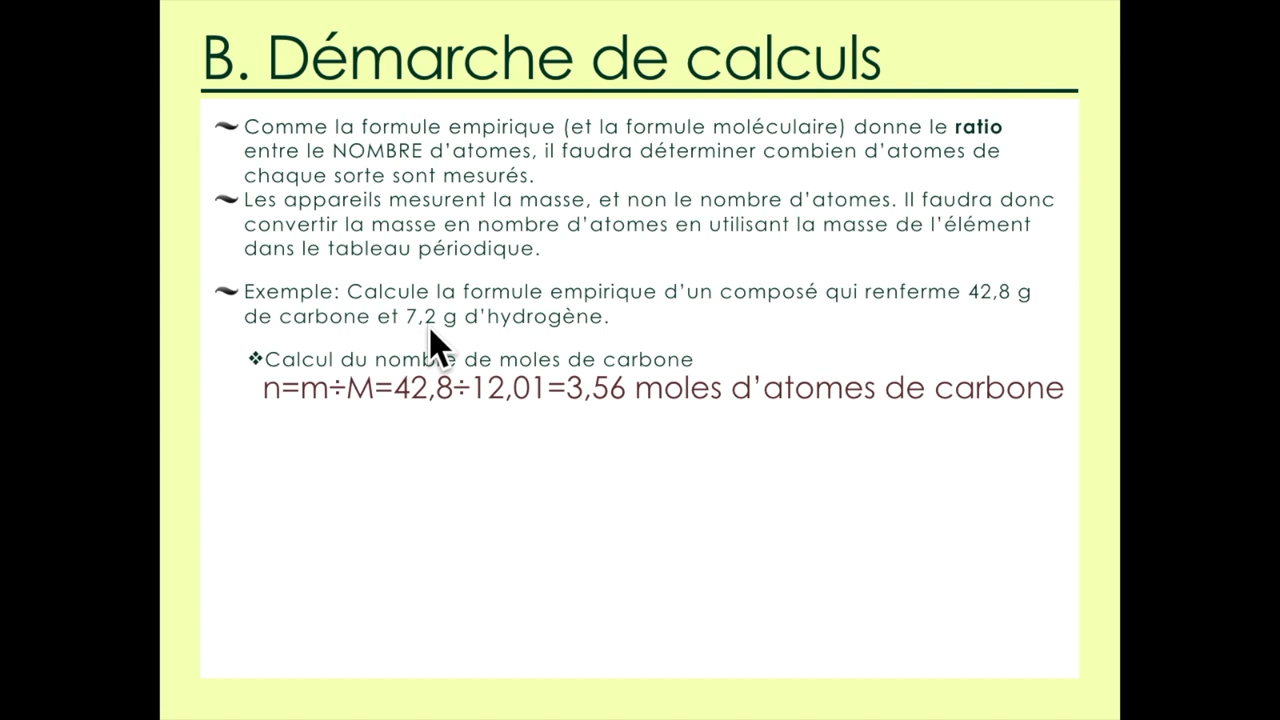 B. Démarche de calculs
Comme la formule empirique (et la formule moléculaire) donne le ratio
entre le NOMBRE d'atomes, il faudra déterminer combien d'atomes de
chaque sorte sont mesurés.
Les appareils mesurent la masse, et non le nombre d'atomes. Il faudra donc
convertir la masse en nombre d'atomes en utilisant la masse de l'élément
dans le tableau périodique.
Exemple: Calcule la formule empirique d'un composé qui renferme 42,8 g
de carbone et 7,2 g d'hydrogène.
❖Calcul du nombre de moles de carbone
n=m÷M=42,8÷12,01=3,56 moles d'atomes de carbone